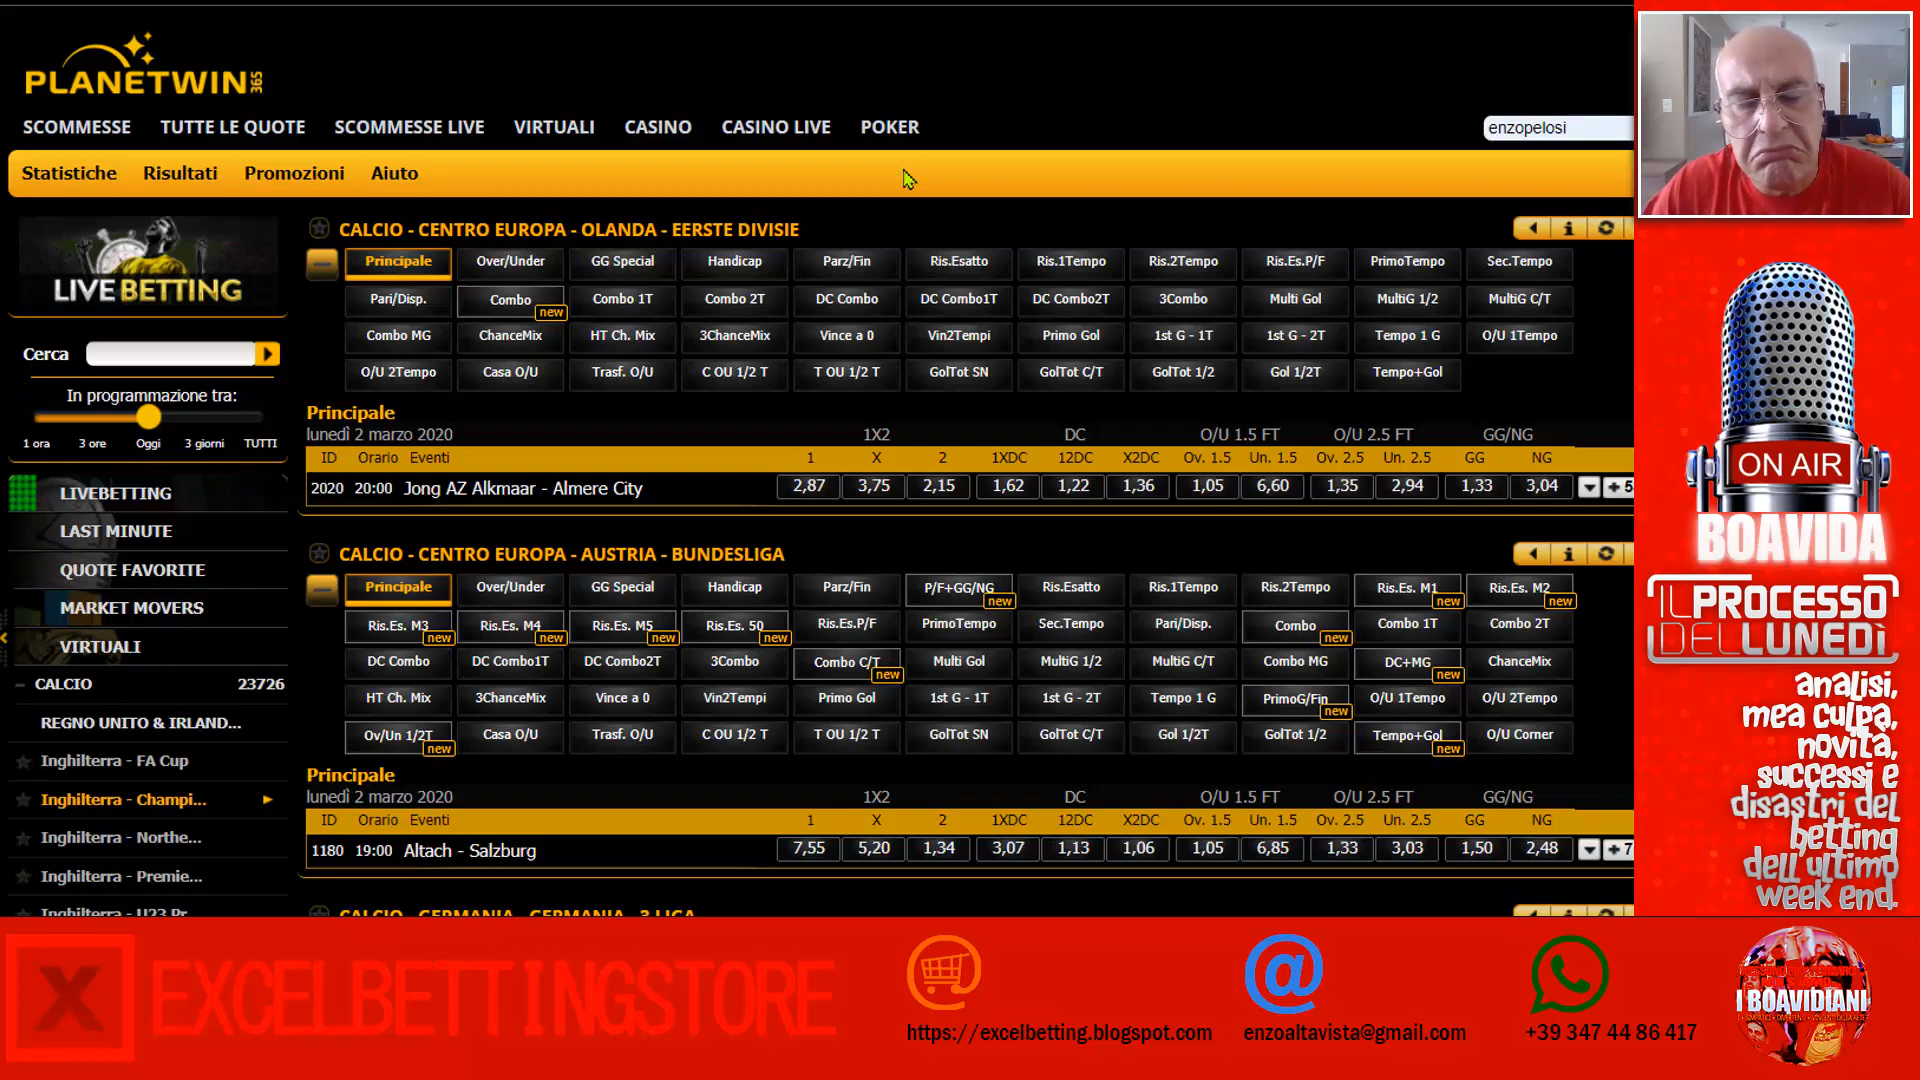 PLANETWIN 365
SCOMMESSE TUTTE LE QUOTE SCOMMESSE LIVE VIRTUALI CASINO CASINO LIVE POKER
enzopelosi
Statistiche Risultati Promozioni Aiuto
LIVE BETTING
Cerca
In programmazione tra:
1 ora 3 ore Oggi 3 giorni TUTTI
LIVEBETTING
LAST MINUTE
QUOTE FAVORITE
MARKET MOVERS
VIRTUALI
CALCIO 23726
REGNO UNITO & IRLAND...
Inghilterra - FA Cup
Inghilterra - Champi...
Inghilterra - Northe...
Inghilterra - Premie...
Inghilterra - U23 Pr
CALCIO - CENTRO EUROPA - OLANDA - EERSTE DIVISIE
Principale Over/Under GG Special Handicap Parz/Fin Ris.Esatto Ris.1Tempo Ris.2Tempo Ris.Es.P/F PrimoTempo Sec.Tempo
Pari/Disp. Combo new Combo 1T Combo 2T DC Combo DC Combo1T DC Combo2T 3Combo Multi Gol MultiG 1/2 MultiG C/T
Combo MG ChanceMix HT Ch. Mix 3ChanceMix Vince a 0 Vin2Tempi Primo Gol 1st G - 1T 1st G - 2T Tempo 1 G O/U 1Tempo
O/U 2Tempo Casa O/U Trasf. O/U C OU 1/2 T T OU 1/2 T GolTot SN GolTot C/T GolTot 1/2 Gol 1/2T Tempo+Gol
Principale
lunedì 2 marzo 2020 1X2 DC O/U 1.5 FT O/U 2.5 FT GG/NG
ID Orario Eventi 1 X 2 1XDC 12DC X2DC Ov. 1.5 Un. 1.5 Ov. 2.5 Un. 2.5 GG NG
2020 20:00 Jong AZ Alkmaar - Almere City 2,87 3,75 2,15 1,62 1,22 1,36 1,05 6,60 1,35 2,94 1,33 3,04 +5
CALCIO - CENTRO EUROPA - AUSTRIA - BUNDESLIGA
Principale Over/Under GG Special Handicap Parz/Fin P/F+GG/NG new Ris.Esatto Ris.1Tempo Ris.2Tempo Ris.Es. M1 new Ris.Es. M2 new
Ris.Es. M3 new Ris.Es. M4 new Ris.Es. M5 new Ris.Es. 50 new Ris.Es.P/F PrimoTempo Sec.Tempo Pari/Disp. Combo new Combo 1T Combo 2T
DC Combo DC Combo1T DC Combo2T 3Combo Combo C/T new Multi Gol MultiG 1/2 MultiG C/T Combo MG DC+MG new ChanceMix
HT Ch. Mix 3ChanceMix Vince a 0 Vin2Tempi Primo Gol 1st G - 1T 1st G - 2T Tempo 1 G PrimoG/Fin new O/U 1Tempo O/U 2Tempo
Ov/Un 1/2T new Casa O/U Trasf. O/U C OU 1/2 T T OU 1/2 T GolTot SN GolTot C/T Gol 1/2T GolTot 1/2 Tempo+Gol new O/U Corner
Principale
lunedì 2 marzo 2020 1X2 DC O/U 1.5 FT O/U 2.5 FT GG/NG
ID Orario Eventi 1 X 2 1XDC 12DC X2DC Ov. 1.5 Un. 1.5 Ov. 2.5 Un. 2.5 GG NG
1180 19:00 Altach - Salzburg 7,55 5,20 1,34 3,07 1,13 1,06 1,05 6,85 1,33 3,03 1,50 2,48 +7
CALCIO - GERMANIA - GERMANIA - 3 LIGA
ON AIR
BOAVIDA
IL PROCESSO
DEL LUNEDÌ
analisi,
mea culpa,
novità,
successi e
disastri del
betting
dell'ultimo
week end.
X EXCELBETTINGSTORE
https://excelbetting.blogspot.com
enzoaltavista@gmail.com
+39 347 44 86 417
I BOAVIDIANI